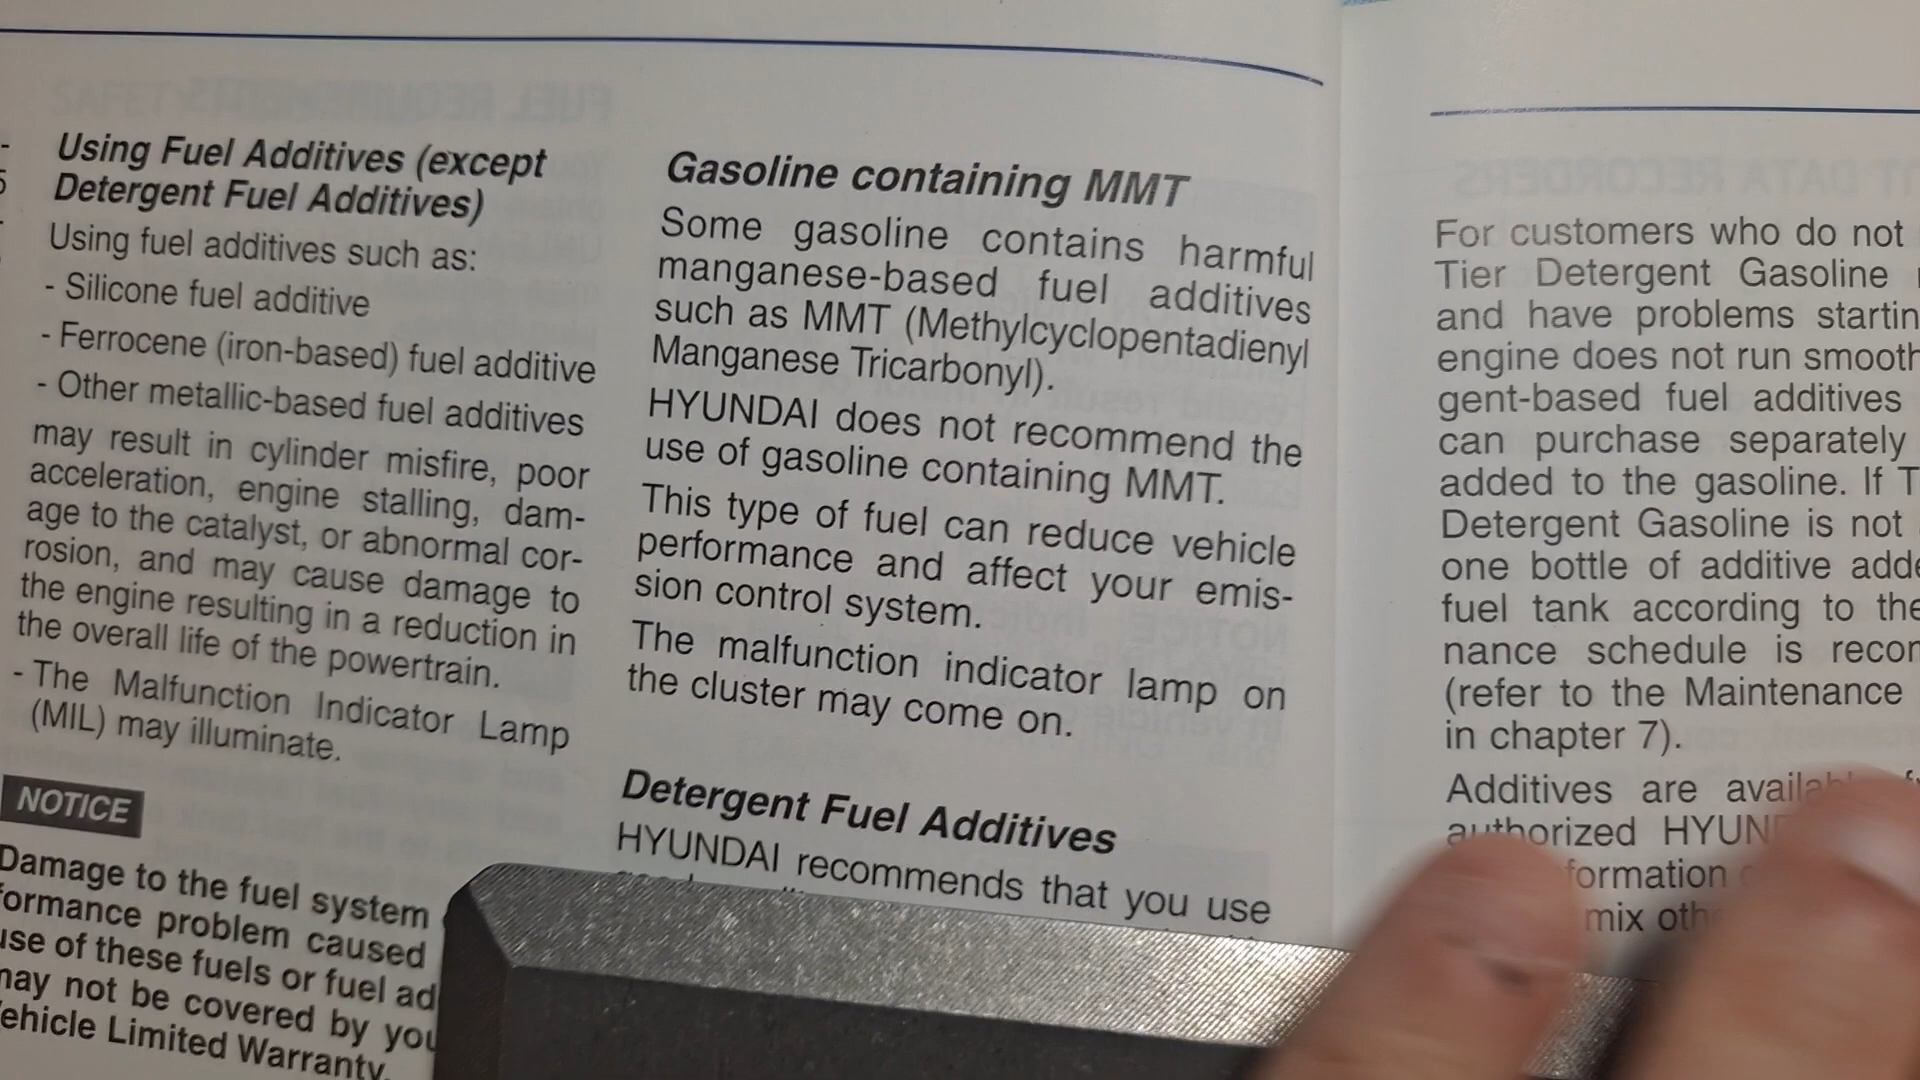 Using Fuel Additives (except
Detergent Fuel Additives)
Using fuel additives such as:
- Silicone fuel additive
- Ferrocene (iron-based) fuel additive
- Other metallic-based fuel additives
may result in cylinder misfire, poor
acceleration, engine stalling, dam-
age to the catalyst, or abnormal cor-
rosion, and may cause damage to
the engine resulting in a reduction in
the overall life of the powertrain.
- The Malfunction Indicator Lamp
(MIL) may illuminate.
NOTICE
Damage to the fuel system
formance problem caused
use of these fuels or fuel ad
may not be covered by you
ehicle Limited Warranty.
Gasoline containing MMT
Some gasoline contains harmful
manganese-based fuel additives
such as MMT (Methylcyclopentadienyl
Manganese Tricarbonyl).
HYUNDAI does not recommend the
use of gasoline containing MMT.
This type of fuel can reduce vehicle
performance and affect your emis-
sion control system.
The malfunction indicator lamp on
the cluster may come on.
Detergent Fuel Additives
HYUNDAI recommends that you use
For customers who do not
Tier Detergent Gasoline
and have problems startin
engine does not run smooth
gent-based fuel additives
can purchase separately
added to the gasoline. If T
Detergent Gasoline is not
one bottle of additive adde
fuel tank according to the
nance schedule is recor
(refer to the Maintenance
in chapter 7).
Additives are availab
authorized HYUND
formation
mix oth